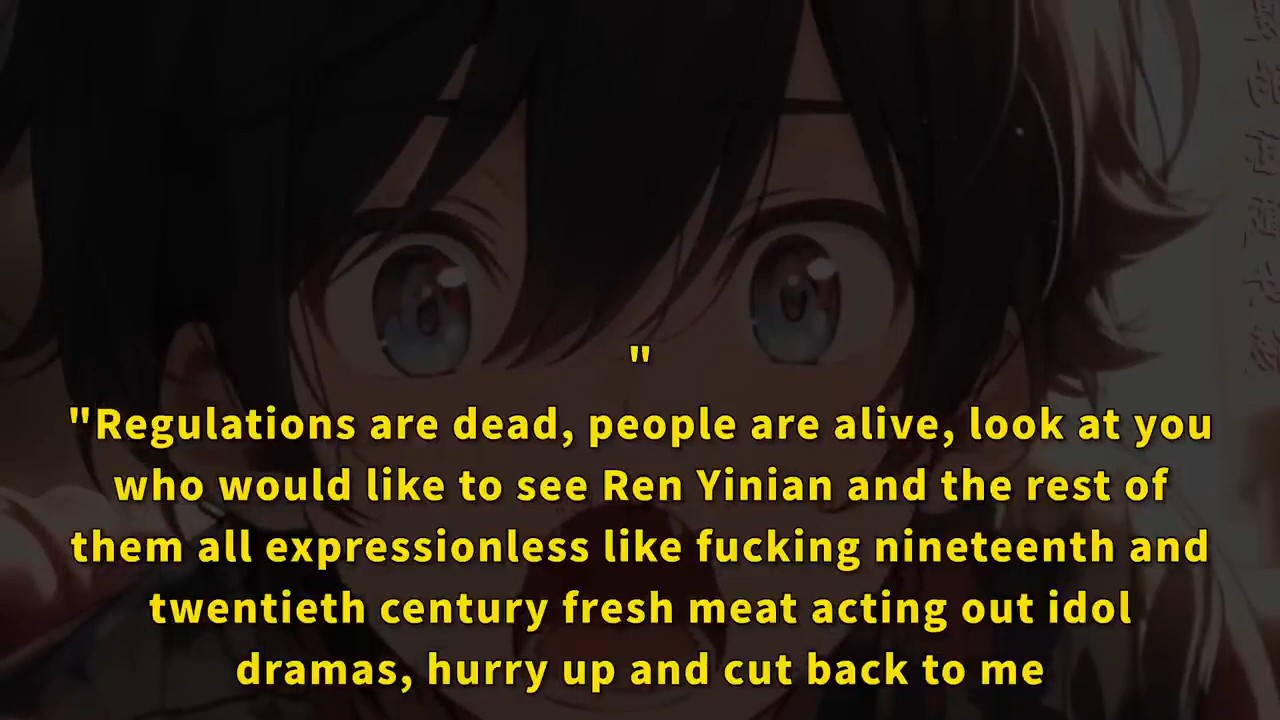 "
"Regulations are dead, people are alive, look at you
who would like to see Ren Yinian and the rest of
them all expressionless like fucking nineteenth and
twentieth century fresh meat acting out idol
dramas, hurry up and cut back to me